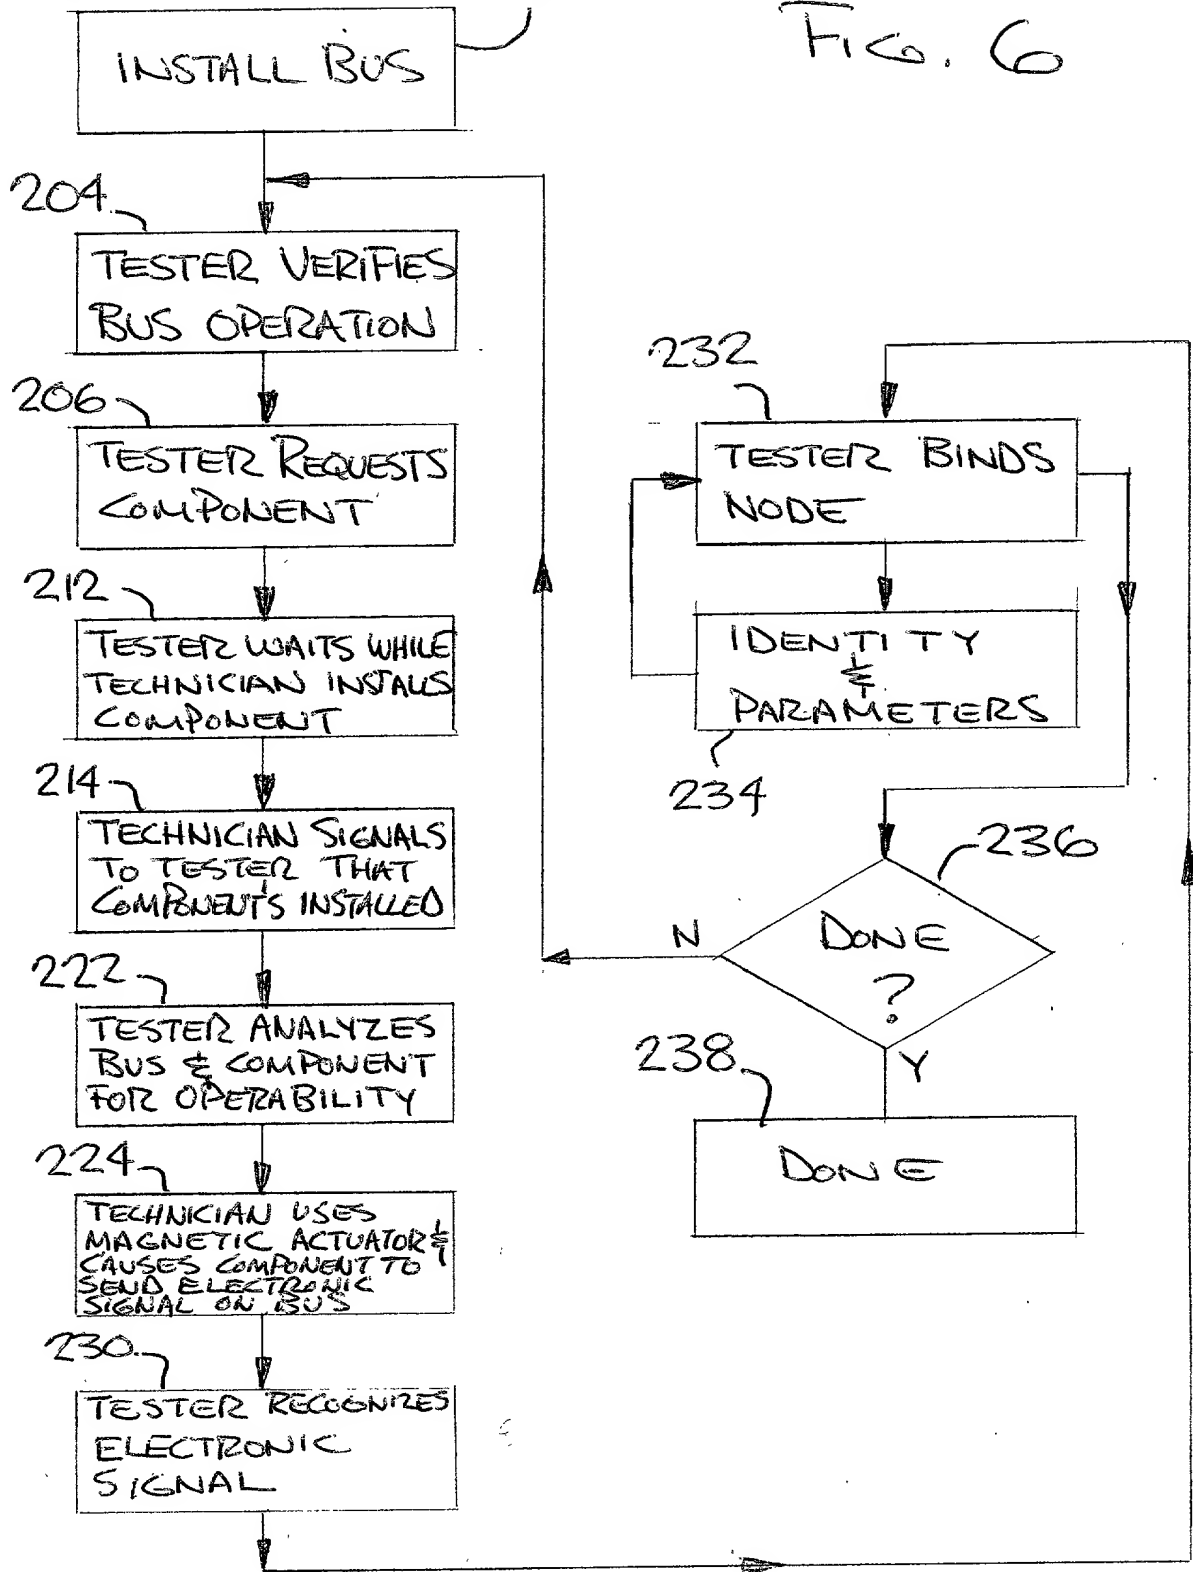 FIG. 6
INSTALL BUS
204
TESTER VERIFIES
BUS OPERATION
206
TESTER REQUESTS
COMPONENT
212
TESTER WAITS WHILE
TECHNICIAN INSTALLS
COMPONENT
214
TECHNICIAN SIGNALS
TO TESTER THAT
COMPONENT'S INSTALLED
222
TESTER ANALYZES
BUS & COMPONENT
FOR OPERABILITY
224
TECHNICIAN USES
MAGNETIC ACTUATOR &
CAUSES COMPONENT TO
SEND ELECTRONIC
SIGNAL ON BUS
230
TESTER RECOGNIZES
ELECTRONIC
SIGNAL
232
TESTER BINDS
NODE
IDENTITY
&
PARAMETERS
234
236
DONE
?
N
Y
238
DONE